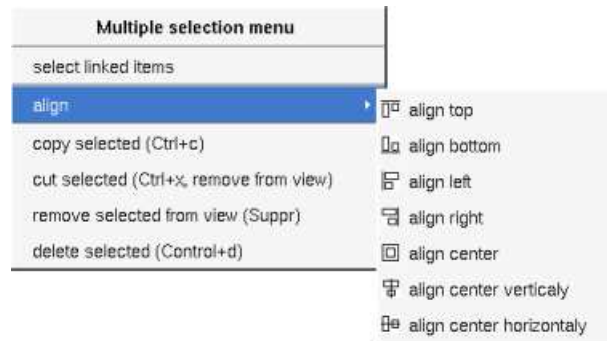 Multiple selection menu
select linked items
align
copy selected (Ctrl+c)
cut selected (Ctrl+x, remove from view)
remove selected from view (Suppr)
delete selected (Control+d)
align top
align bottom
align left
align right
align center
align center verticaly
align center horizontaly